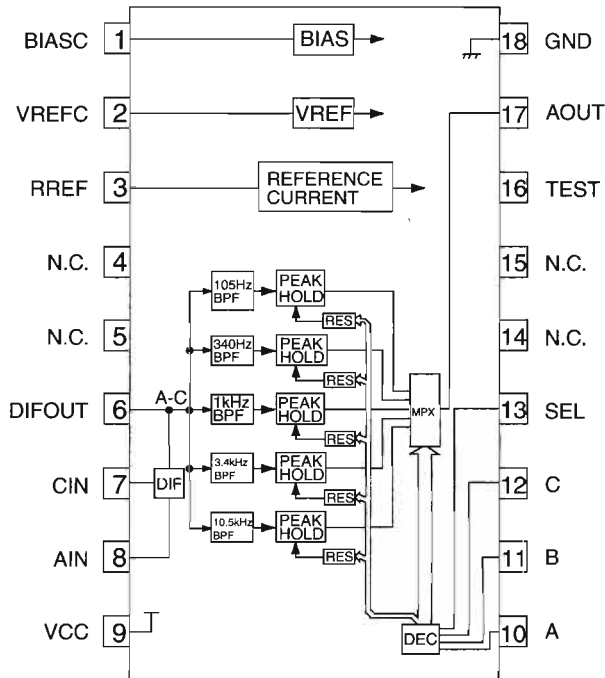 BIASC 1 BIAS 18 GND
VREFC 2 VREF 17 AOUT
RREF 3 REFERENCE CURRENT 16 TEST
N.C. 4 15 N.C.
105Hz BPF PEAK HOLD
RES
N.C. 5 14 N.C.
340Hz BPF PEAK HOLD
RES
A-C
DIFOUT 6 1kHz BPF PEAK HOLD MPX 13 SEL
RES
CIN 7 DIF 3.4kHz BPF PEAK HOLD 12 C
RES
10.5kHz BPF PEAK HOLD
AIN 8 RES 11 B
VCC 9 DEC 10 A